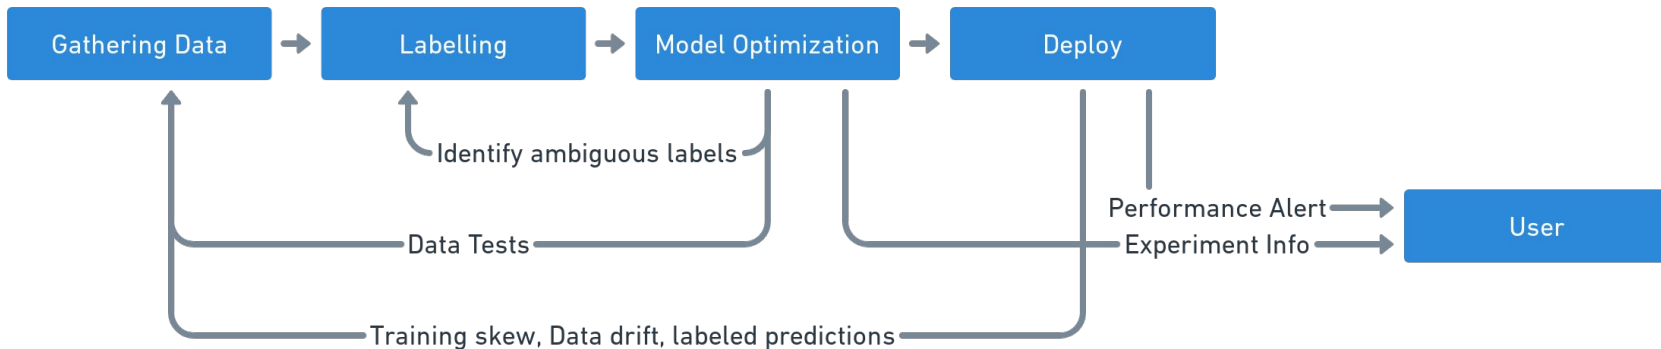 Gathering Data
Labelling
Model Optimization
Deploy
Identify ambiguous labels
Performance Alert
User
Data Tests
Experiment Info
Training skew, Data drift, labeled predictions